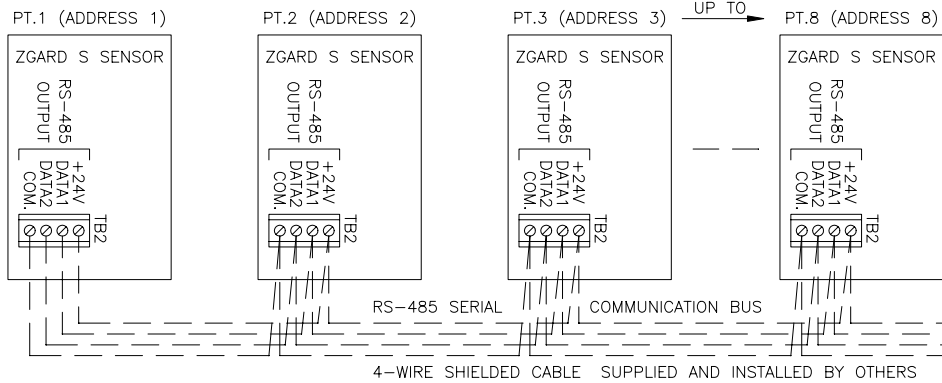 PT.1 (ADDRESS 1)
PT.2 (ADDRESS 2)
PT.3 (ADDRESS 3)
UP TO
PT.8 (ADDRESS 8)
ZGARD S SENSOR
RS-485
OUTPUT
+24V
DATA1
DATA2
COM.
TB2
ZGARD S SENSOR
RS-485
OUTPUT
+24V
DATA1
DATA2
COM.
TB2
ZGARD S SENSOR
RS-485
OUTPUT
+24V
DATA1
DATA2
COM.
TB2
ZGARD S SENSOR
RS-485
OUTPUT
+24V
DATA1
DATA2
COM.
TB2
RS-485 SERIAL COMMUNICATION BUS
4-WIRE SHIELDED CABLE SUPPLIED AND INSTALLED BY OTHERS